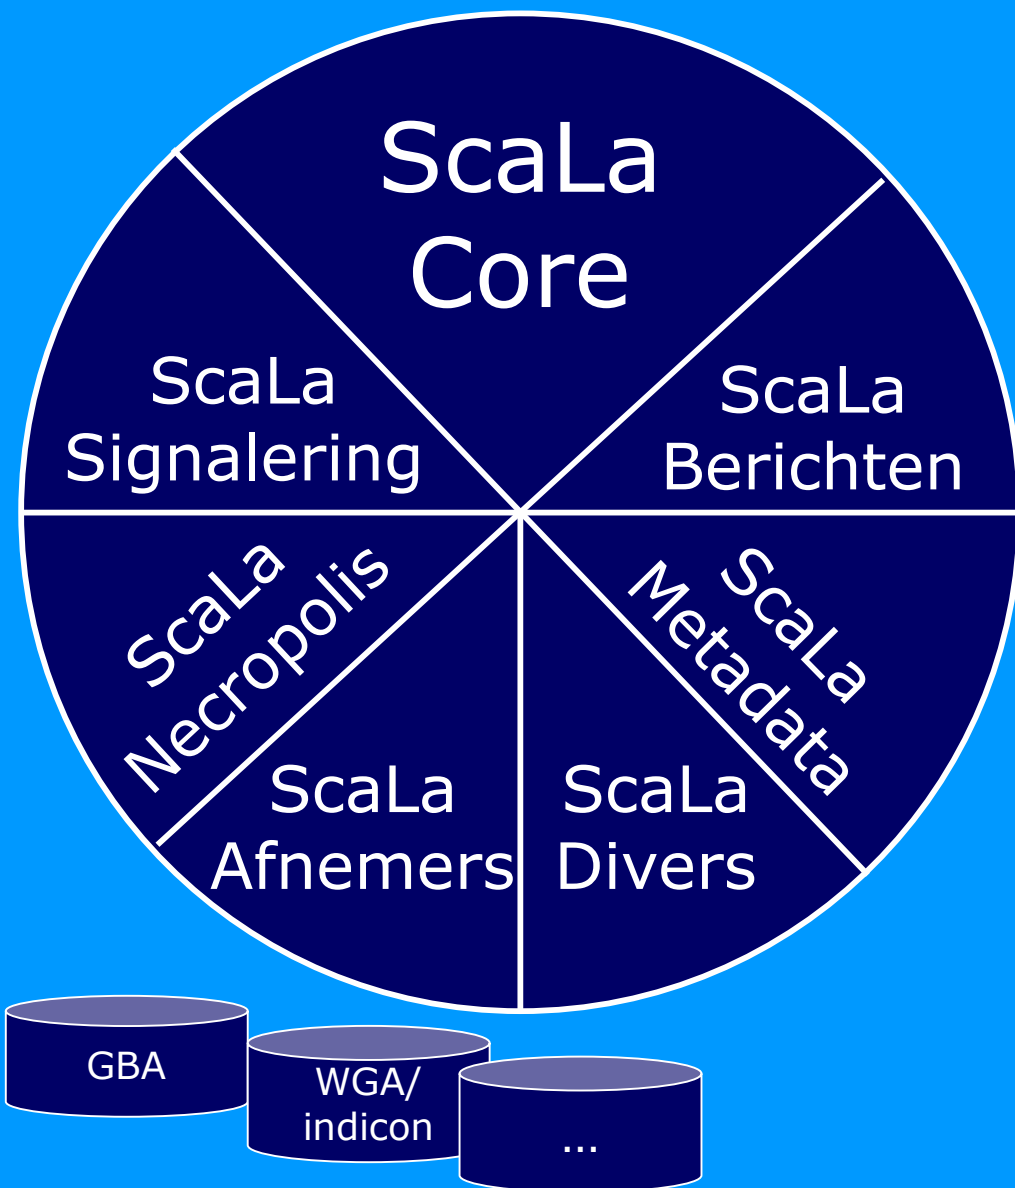 ScaLa
Core
ScaLa
Signalering
ScaLa
Berichten
ScaLa
Necropolis
ScaLa
Metadata
ScaLa
Afnemers
ScaLa
Divers
GBA
WGA/
indicon
...